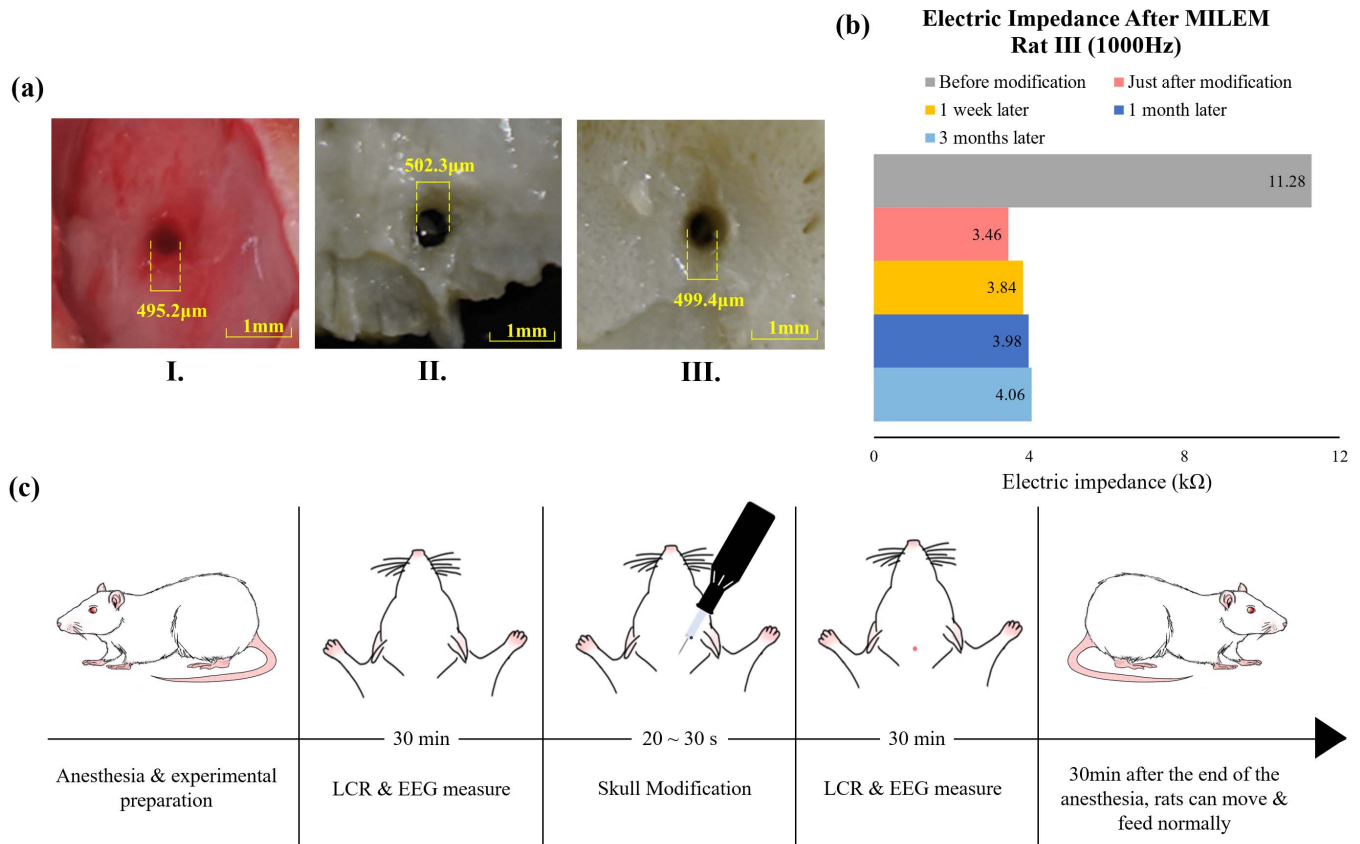 (a)
502.3μm
495.2μm
499.4μm
1mm
1mm
1mm
I.
II.
III.
(b)
Electric Impedance After MILEM
Rat III (1000Hz)
Before modification
Just after modification
1 week later
1 month later
3 months later
11.28
3.46
3.84
3.98
4.06
0
4
8
12
Electric impedance (kΩ)
(c)
30 min
20 ~ 30 s
30 min
Anesthesia & experimental
preparation
LCR & EEG measure
Skull Modification
LCR & EEG measure
30min after the end of the
anesthesia, rats can move &
feed normally